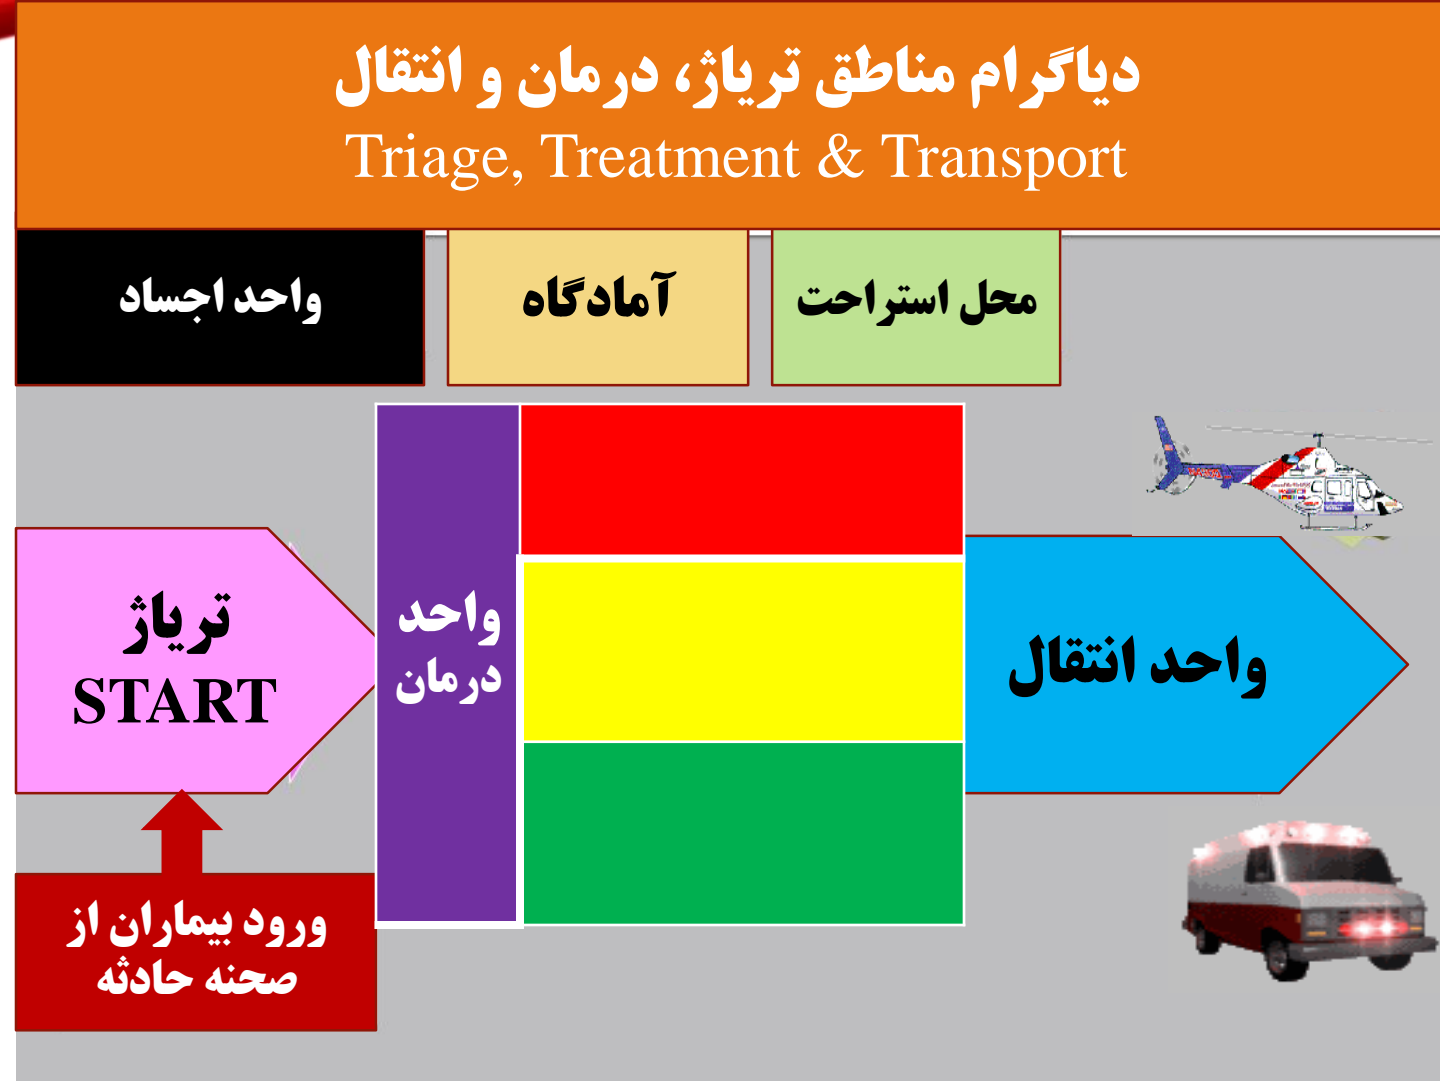 دیاگرام مناطق تریاژ، درمان و انتقال
Triage, Treatment & Transport
محل استراحت
آمادگاه
واحد اجساد
تریاژ
START
واحد
درمان
واحد انتقال
ورود بیماران از
صحنه حادثه